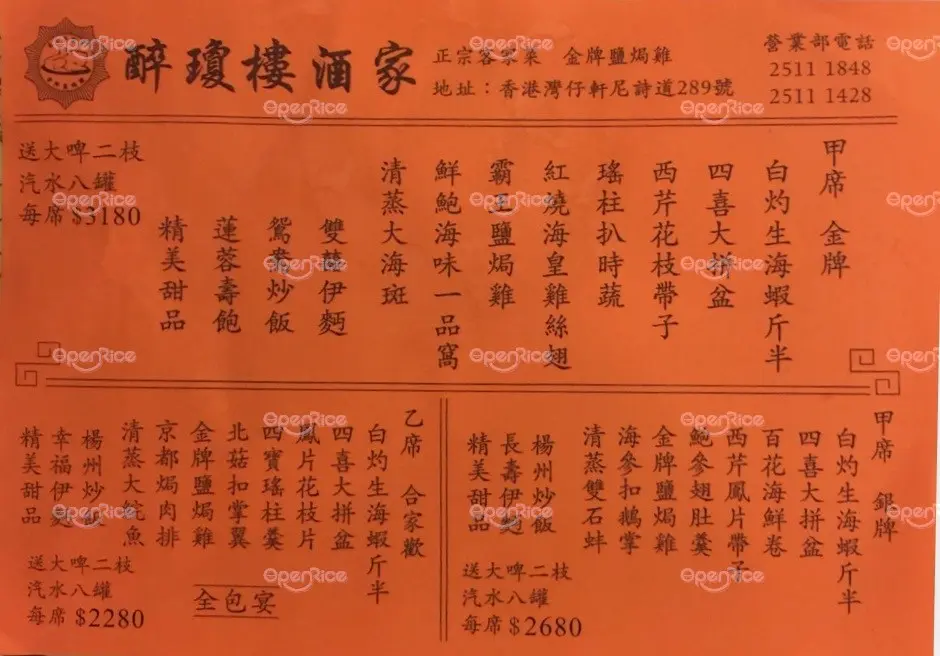 醉瓊樓酒家
正宗客家菜 金牌鹽焗雞
地址：香港灣仔軒尼詩道289號
營業部電話
2511 1848
2511 1428
甲席 金牌
白灼生海蝦斤半
四喜大拼盆
西芹花枝帶子
瑤柱扒時蔬
紅燒海皇雞絲翅
霸王鹽焗雞
鮮鮑海味一品窩
清蒸大海斑
雙菇伊麵
鴛鴦炒飯
蓮蓉壽飽
精美甜品
送大啤二枝
汽水八罐
每席 $3180
甲席 銀牌
白灼生海蝦斤半
四喜大拼盆
百花海鮮卷
西芹鳳片帶子
鮑參翅肚羹
金牌鹽焗雞
海參扣鵝掌
清蒸雙石蚌
楊州炒飯
長壽伊麵
精美甜品
送大啤二枝
汽水八罐
每席 $2680
乙席 合家歡
白灼生海蝦斤半
四喜大拼盆
鳳片花枝片
四寶瑤柱羹
北菇扣掌翼
金牌鹽焗雞
京都焗肉排
清蒸大鯇魚
楊州炒飯
幸福伊麵
精美甜品
送大啤二枝
汽水八罐
每席 $2280
全包宴
OpenRice